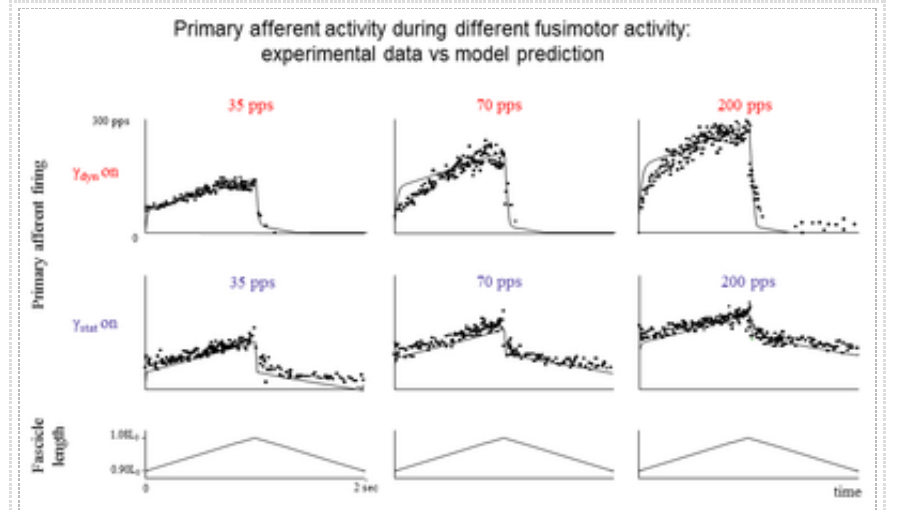 Primary afferent activity during different fusimotor activity:
experimental data vs model prediction
35 pps
70 pps
200 pps
300 pps
γdyn on
0
Primary afferent firing
35 pps
70 pps
200 pps
γstat on
Fascicle
length
1.08L₀
0.90L₀
0
2 sec
time